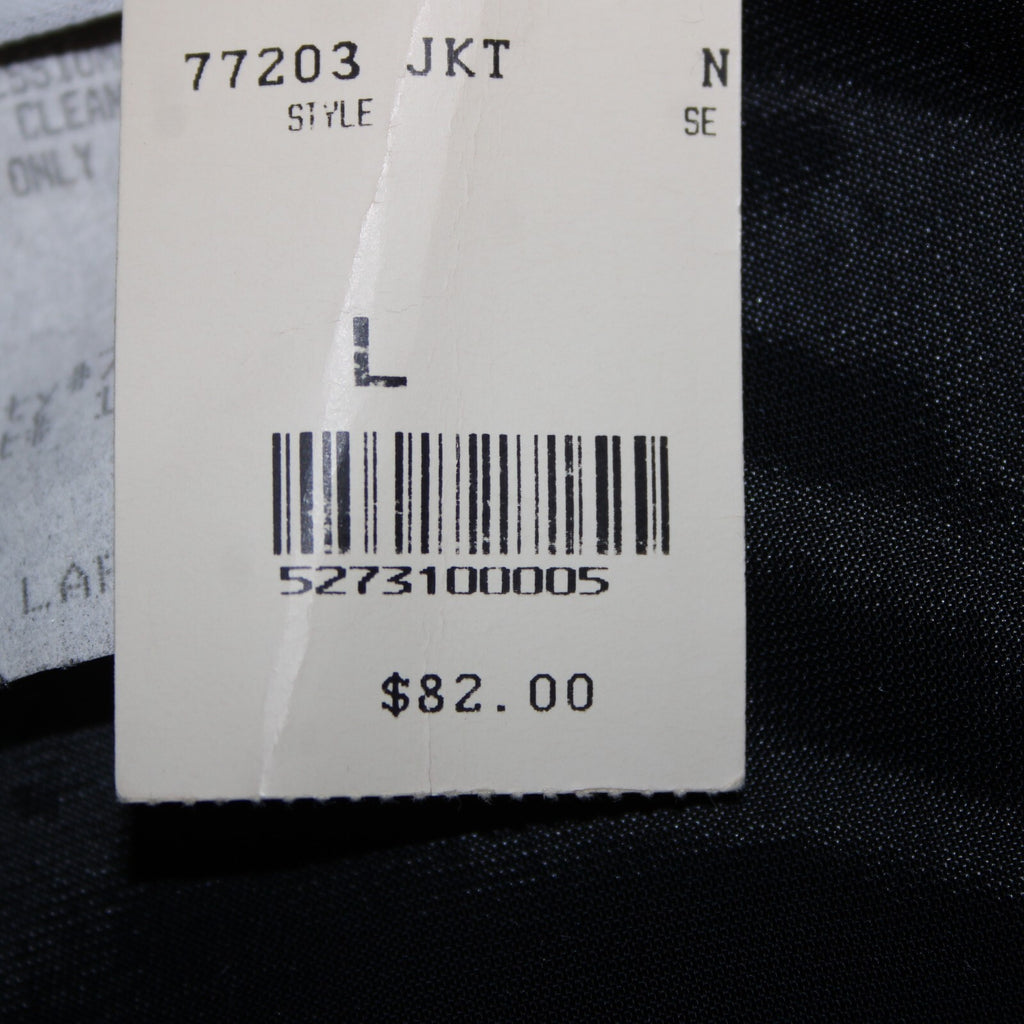 77203 JKT N
STYLE SE
L
5273100005
$82.00
CLEAN
ONLY